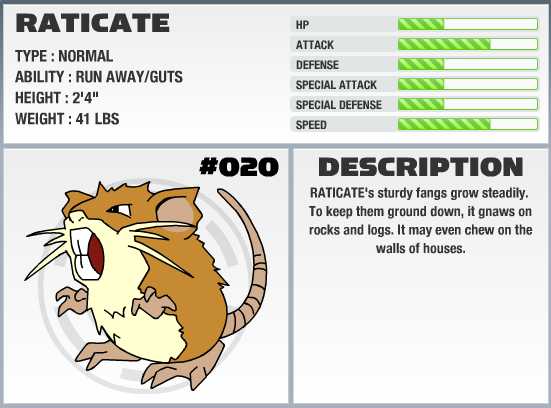 RATICATE
TYPE : NORMAL
ABILITY : RUN AWAY/GUTS
HEIGHT : 2'4"
WEIGHT : 41 LBS
HP
ATTACK
DEFENSE
SPECIAL ATTACK
SPECIAL DEFENSE
SPEED
#020
DESCRIPTION
RATICATE's sturdy fangs grow steadily.
To keep them ground down, it gnaws on
rocks and logs. It may even chew on the
walls of houses.